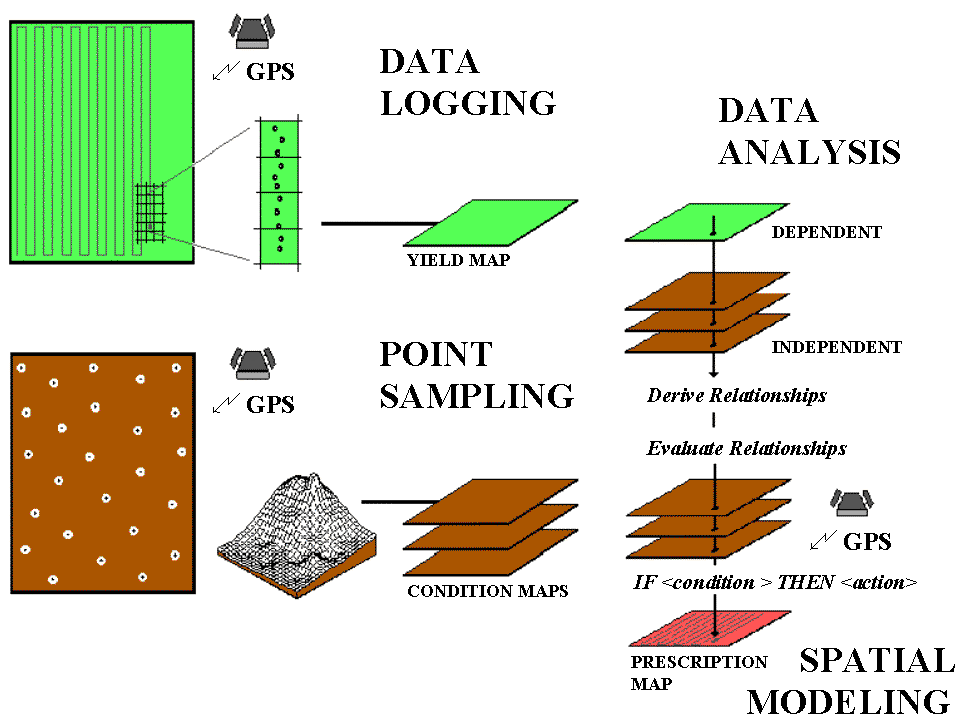 GPS
DATA
LOGGING
YIELD MAP
GPS
POINT
SAMPLING
CONDITION MAPS
DATA
ANALYSIS
DEPENDENT
INDEPENDENT
Derive Relationships
Evaluate Relationships
GPS
IF <condition > THEN <action>
PRESCRIPTION
MAP
SPATIAL
MODELING